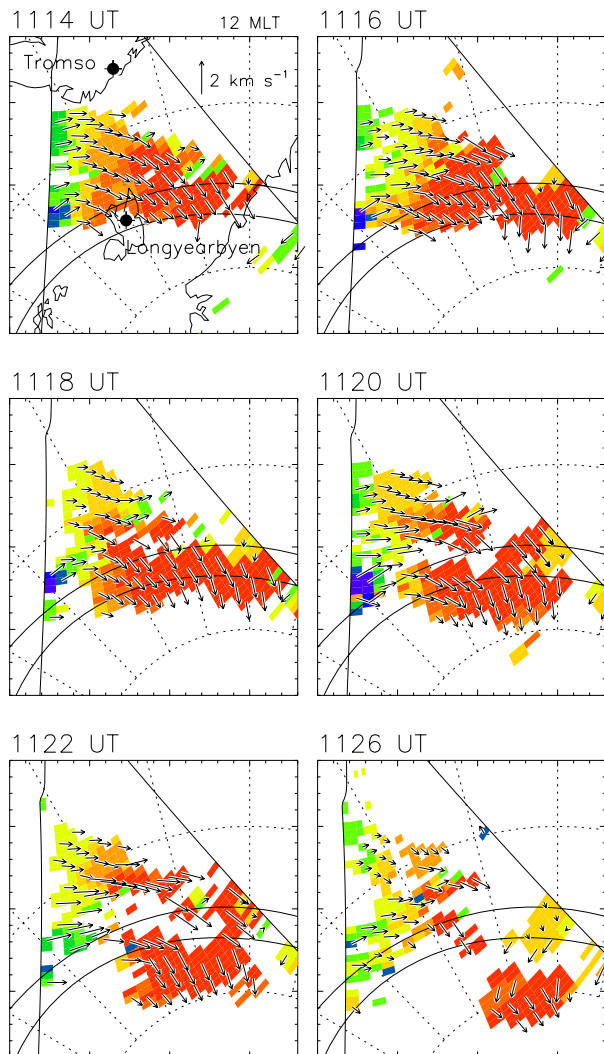 1114 UT
12 MLT
Tromso
2 km s⁻¹
Longyearbyen
1116 UT
1118 UT
1120 UT
1122 UT
1126 UT